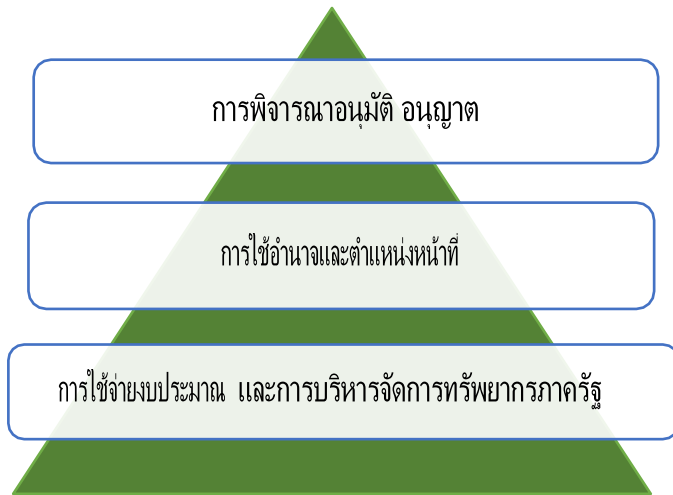 การพิจารณาอนุมัติ อนุญาต
การใช้อำนาจและตำแหน่งหน้าที่
การใช้จ่ายงบประมาณ และการบริหารจัดการทรัพยากรภาครัฐ